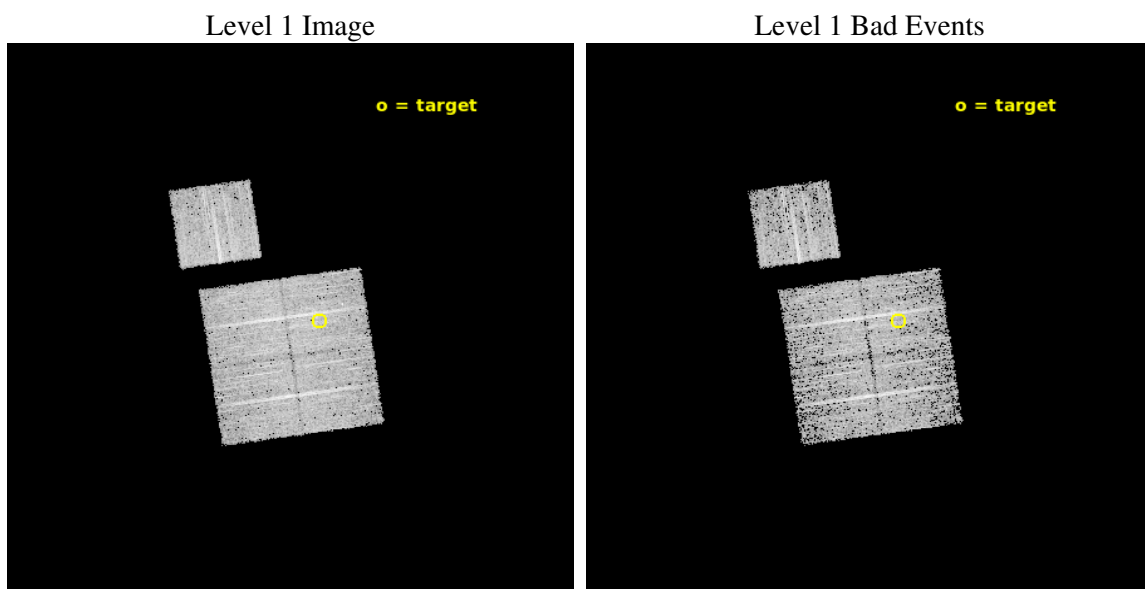 Level 1 Image
Level 1 Bad Events
o = target
o = target